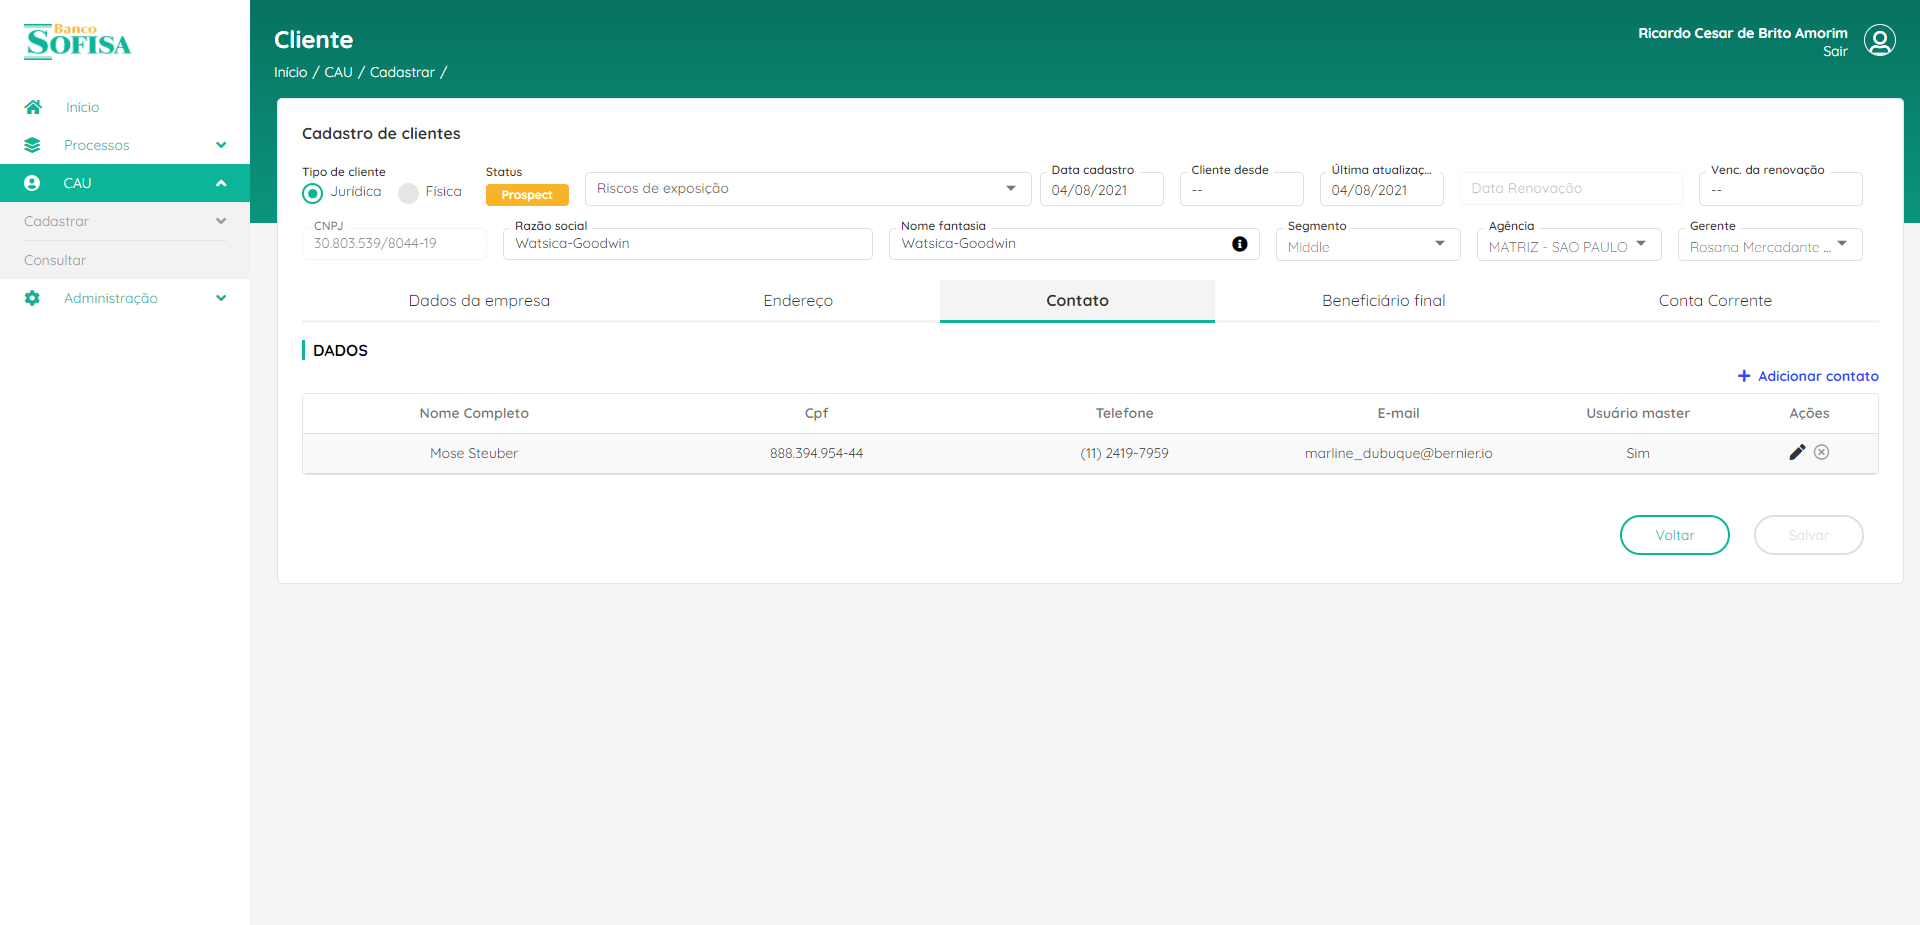 Banco
SOFISA
Início
Processos
CAU
Cadastrar
Consultar
Administração
Cliente
Início / CAU / Cadastrar /
Ricardo Cesar de Brito Amorim
Sair
Cadastro de clientes
Tipo de cliente
Jurídica
Física
Status
Prospect
Riscos de exposição
Data cadastro
04/08/2021
Cliente desde
--
Última atualizaç...
04/08/2021
Data Renovação
Venc. da renovação
--
CNPJ
30.803.539/8044-19
Razão social
Watsica-Goodwin
Nome fantasia
Watsica-Goodwin
Segmento
Middle
Agência
MATRIZ - SAO PAULO
Gerente
Rosana Mercadante ...
Dados da empresa
Endereço
Contato
Beneficiário final
Conta Corrente
DADOS
+ Adicionar contato
Nome Completo Cpf Telefone E-mail Usuário master Ações
Mose Steuber 888.394.954-44 (11) 2419-7959 marline_dubuque@bernier.io Sim
Voltar
Salvar